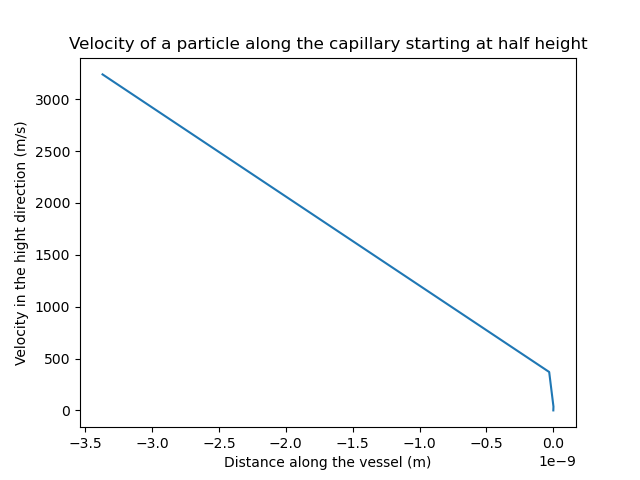 Velocity of a particle along the capillary starting at half height
Velocity in the hight direction (m/s)
3000
2500
2000
1500
1000
500
0
−3.5 −3.0 −2.5 −2.0 −1.5 −1.0 −0.5 0.0
1e−9
Distance along the vessel (m)